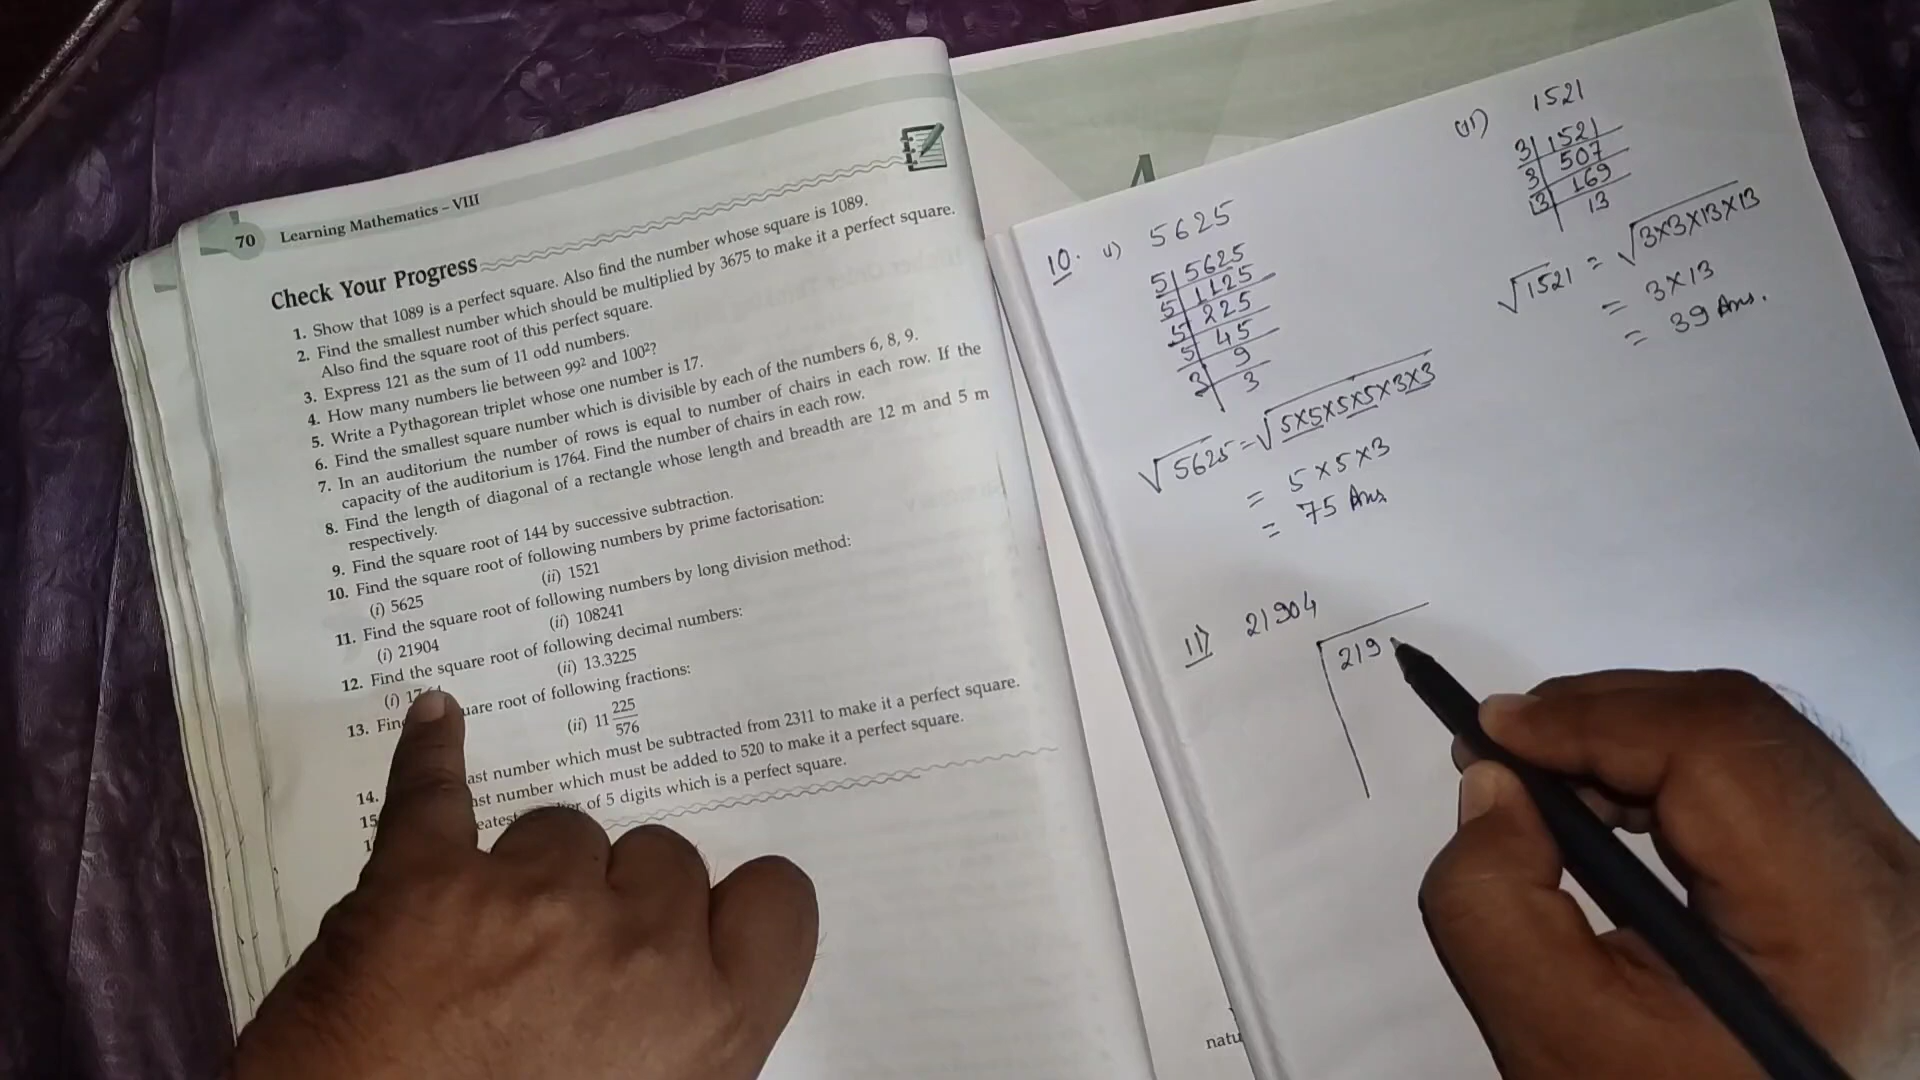 70 Learning Mathematics – VIII
Check Your Progress
1. Show that 1089 is a perfect square. Also find the number whose square is 1089.
2. Find the smallest number which should be multiplied by 3675 to make it a perfect square.
Also find the square root of this perfect square.
3. Express 121 as the sum of 11 odd numbers.
4. How many numbers lie between 99² and 100²?
5. Write a Pythagorean triplet whose one number is 17.
6. Find the smallest square number which is divisible by each of the numbers 6, 8, 9.
7. In an auditorium the number of rows is equal to number of chairs in each row. If the
capacity of the auditorium is 1764. Find the number of chairs in each row.
8. Find the length of diagonal of a rectangle whose length and breadth are 12 m and 5 m
respectively.
9. Find the square root of 144 by successive subtraction.
10. Find the square root of following numbers by prime factorisation:
(i) 5625 (ii) 1521
11. Find the square root of following numbers by long division method:
(i) 21904 (ii) 108241
12. Find the square root of following decimal numbers:
(i) (ii) 13.3225
13. root of following fractions:
(ii) 11 225/576
14. number which must be subtracted from 2311 to make it a perfect square.
15 number which must be added to 520 to make it a perfect square.
of 5 digits which is a perfect square.
10. 5625
5 5625
5 1125
5 225
5 45
3 9
3
√5625 = √5×5×5×5×3×3
= 5×5×3
= 75 Ans.
1521
3 1521
3 507
13 169
13
√1521 = √3×3×13×13
= 3×13
= 39 Ans.
11) 21904
219
natu